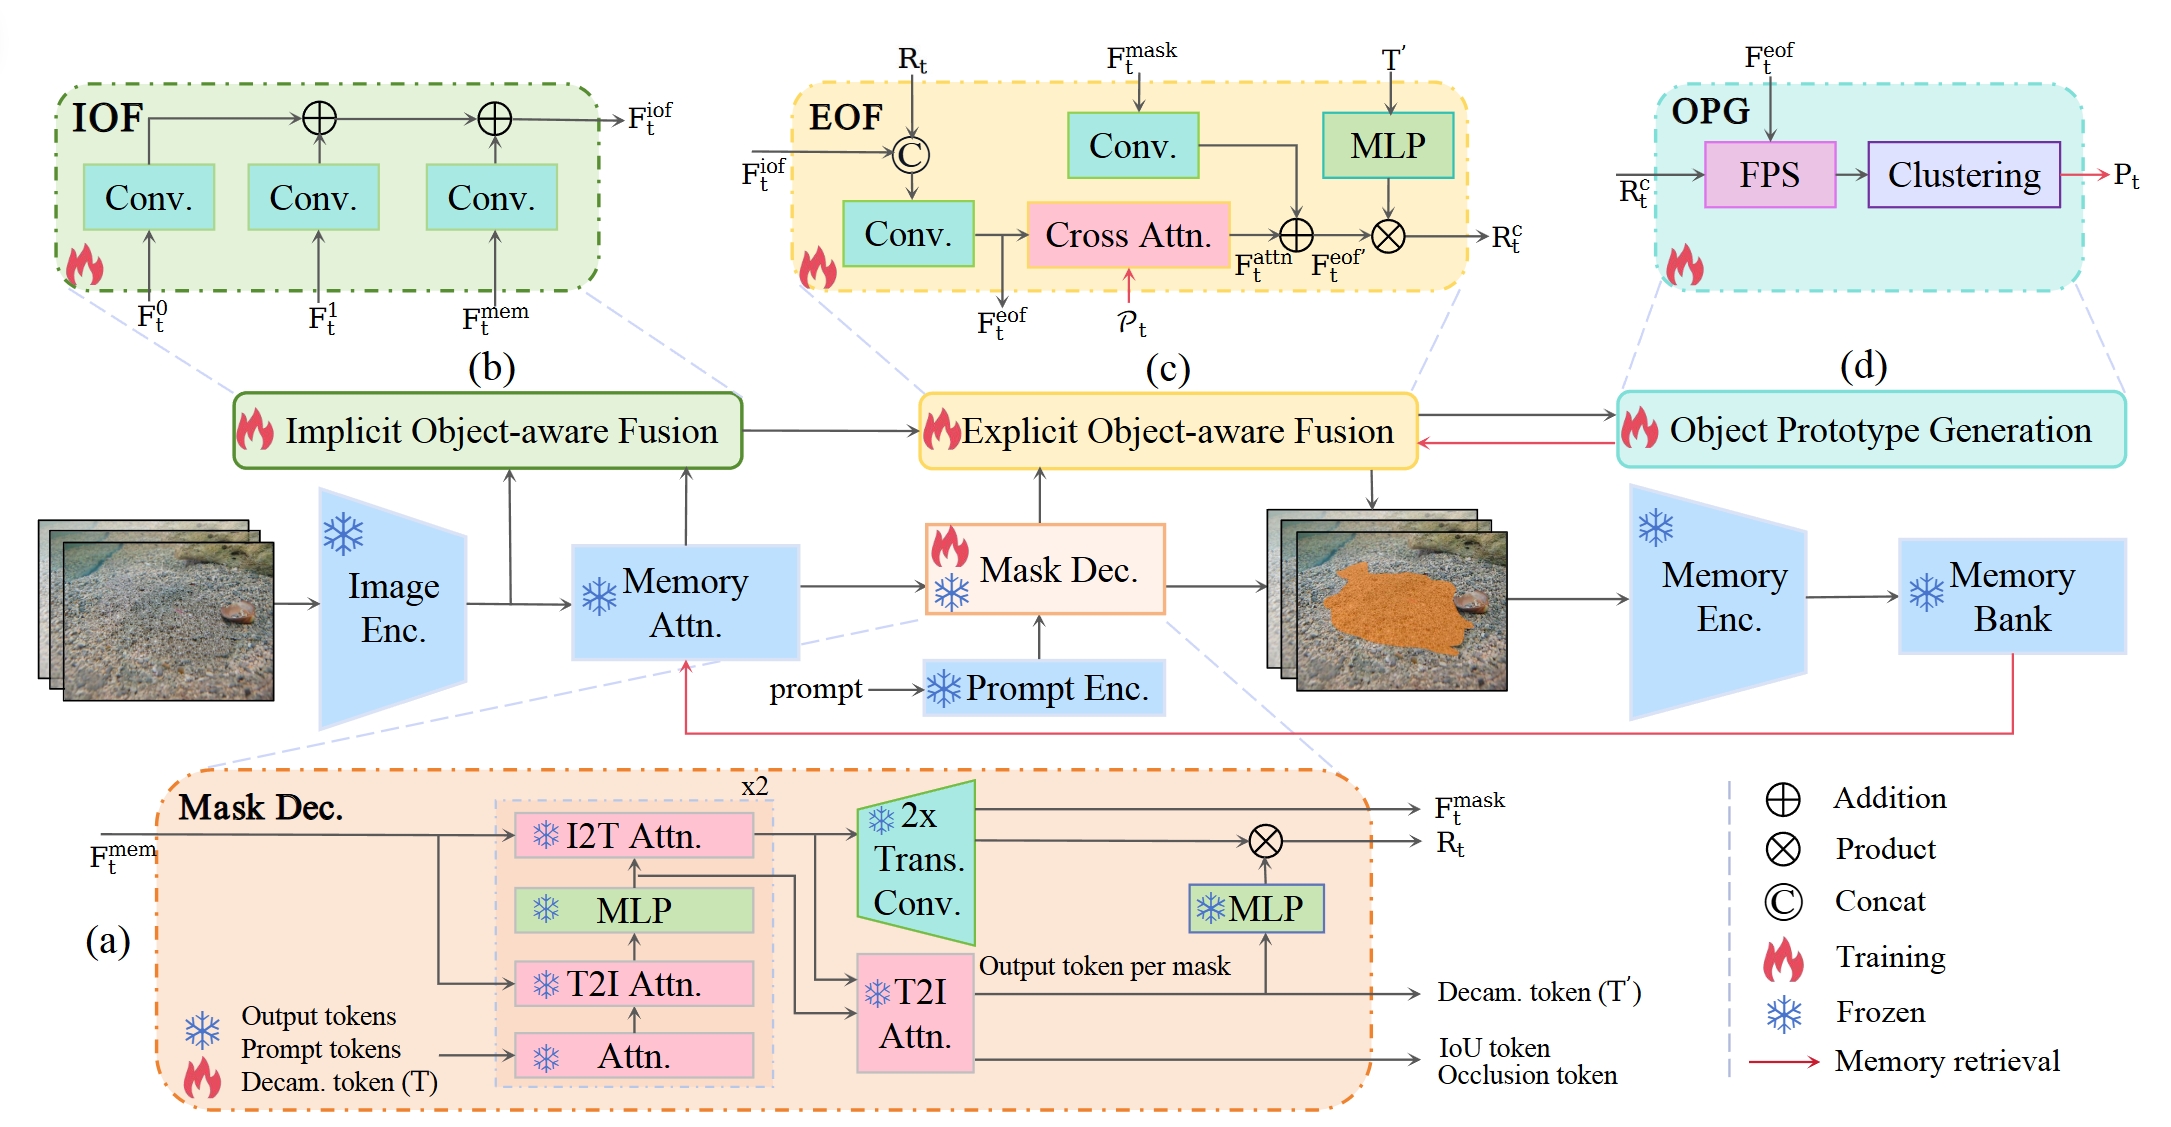 R_t
F_t^mask
T'
F_t^eof
IOF
F_t^iof
EOF
C
Conv.
MLP
F_t^iof
OPG
FPS
Clustering
P_t
R_t^c
Conv.
Conv.
Conv.
Conv.
Cross Attn.
F_t^attn
F_t^eof'
R_t^c
F_t^0
F_t^1
F_t^mem
F_t^eof
𝒫_t
(b)
(c)
(d)
Implicit Object-aware Fusion
Explicit Object-aware Fusion
Object Prototype Generation
Image
Enc.
Memory
Attn.
Mask Dec.
Memory
Enc.
Memory
Bank
prompt
Prompt Enc.
Mask Dec.
x2
F_t^mem
I2T Attn.
MLP
T2I Attn.
Attn.
2x
Trans.
Conv.
T2I
Attn.
MLP
Output token per mask
F_t^mask
R_t
Decam. token (T')
IoU token
Occlusion token
(a)
Output tokens
Prompt tokens
Decam. token (T)
Addition
Product
C
Concat
Training
Frozen
Memory retrieval